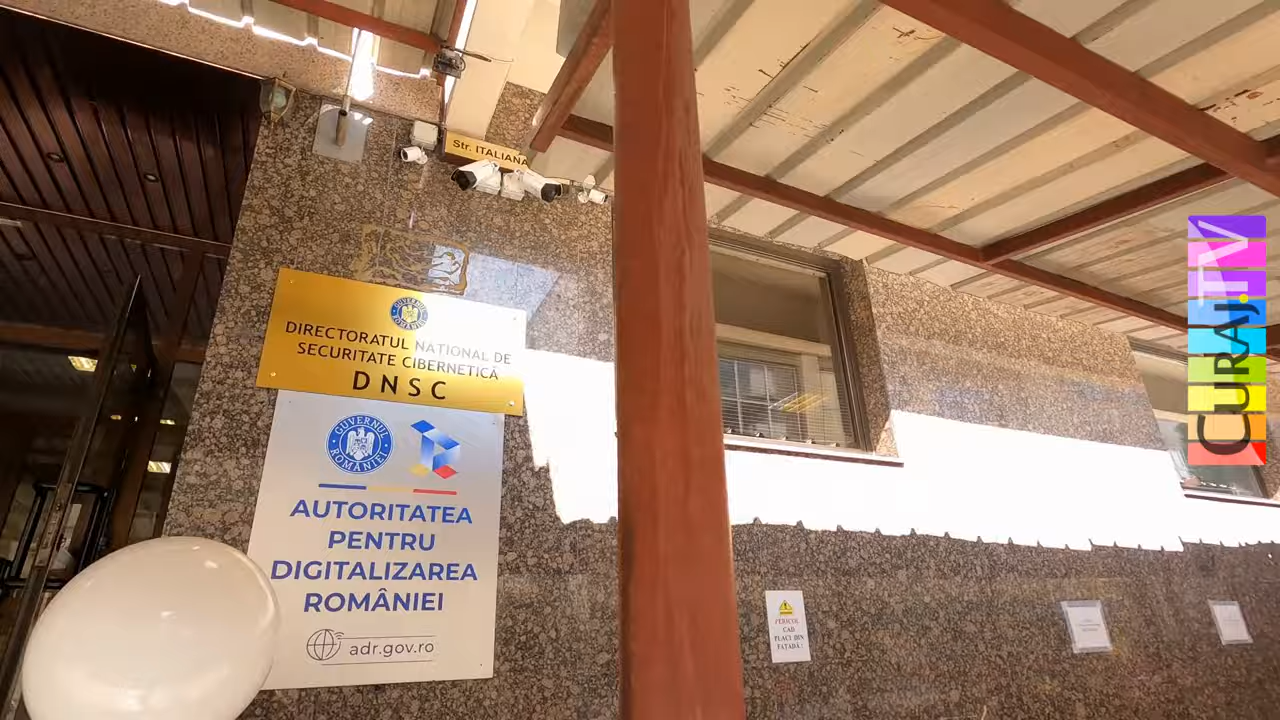 Str. ITALIANA
GUVERNUL ROMÂNIEI
DIRECTORATUL NAȚIONAL DE
SECURITATE CIBERNETICĂ
DNSC
GUVERNUL
ROMÂNIEI
AUTORITATEA
PENTRU
DIGITALIZAREA
ROMÂNIEI
adr.gov.ro
PERICOL
CAD
PLĂCI DIN
FAȚADĂ!
CURAJ.TV